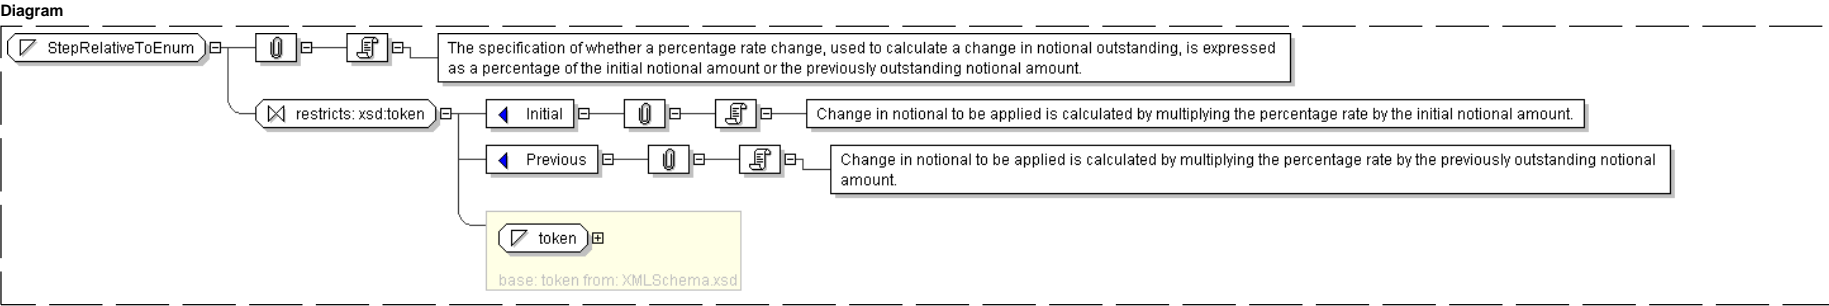 Diagram
StepRelativeToEnum
The specification of whether a percentage rate change, used to calculate a change in notional outstanding, is expressed
as a percentage of the initial notional amount or the previously outstanding notional amount.
restricts: xsd:token
Initial
Change in notional to be applied is calculated by multiplying the percentage rate by the initial notional amount.
Previous
Change in notional to be applied is calculated by multiplying the percentage rate by the previously outstanding notional
amount.
token
base: token from: XMLSchema.xsd